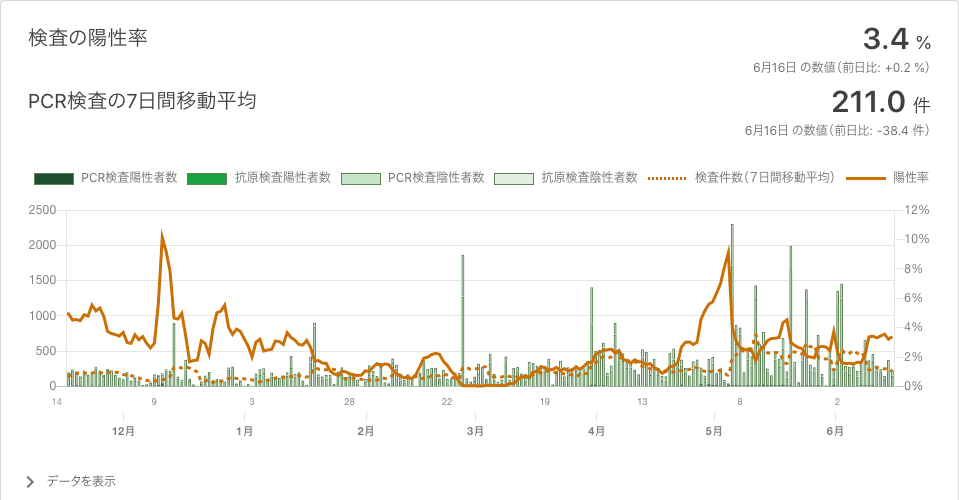 検査の陽性率
3.4 %
6月16日 の数値(前日比: +0.2 %)
PCR検査の7日間移動平均
211.0 件
6月16日 の数値(前日比: -38.4 件)
PCR検査陽性者数 抗原検査陽性者数 PCR検査陰性者数 抗原検査陰性者数 検査件数(7日間移動平均) 陽性率
2500 12%
2000 10%
1500 8%
1000 6%
500 4%
0 2%
0%
14 9 3 28 22 19 13 8 2
12月 1月 2月 3月 4月 5月 6月
データを表示